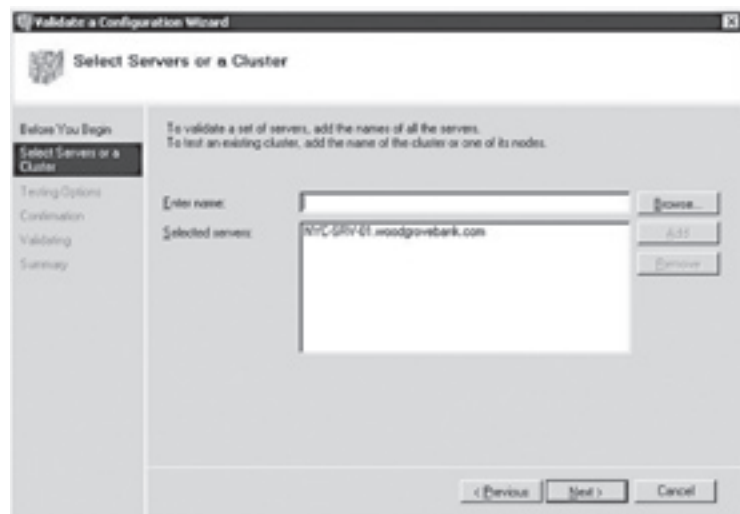 Validate a Configuration Wizard
Select Servers or a Cluster
Before You Begin
Select Servers or a
Cluster
Testing Options
Confirmation
Validating
Summary
To validate a set of servers, add the names of all the servers.
To test an existing cluster, add the name of the cluster or one of its nodes.
Enter name:
Browse...
Selected servers:
NYC-SRV-01.woodgrovebank.com
Add
Remove
< Previous
Next >
Cancel